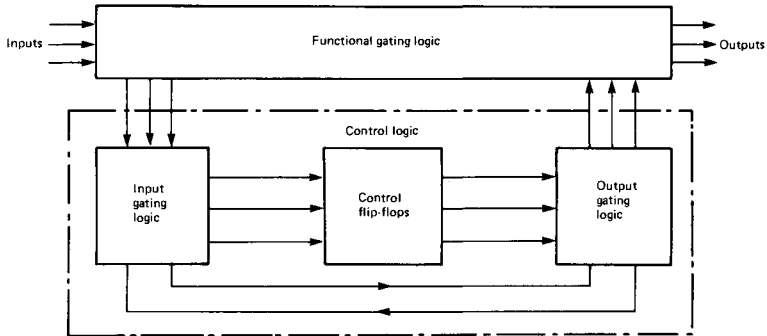 Functional gating logic
Inputs
Outputs
Control logic
Input
gating
logic
Control
flip-flops
Output
gating
logic